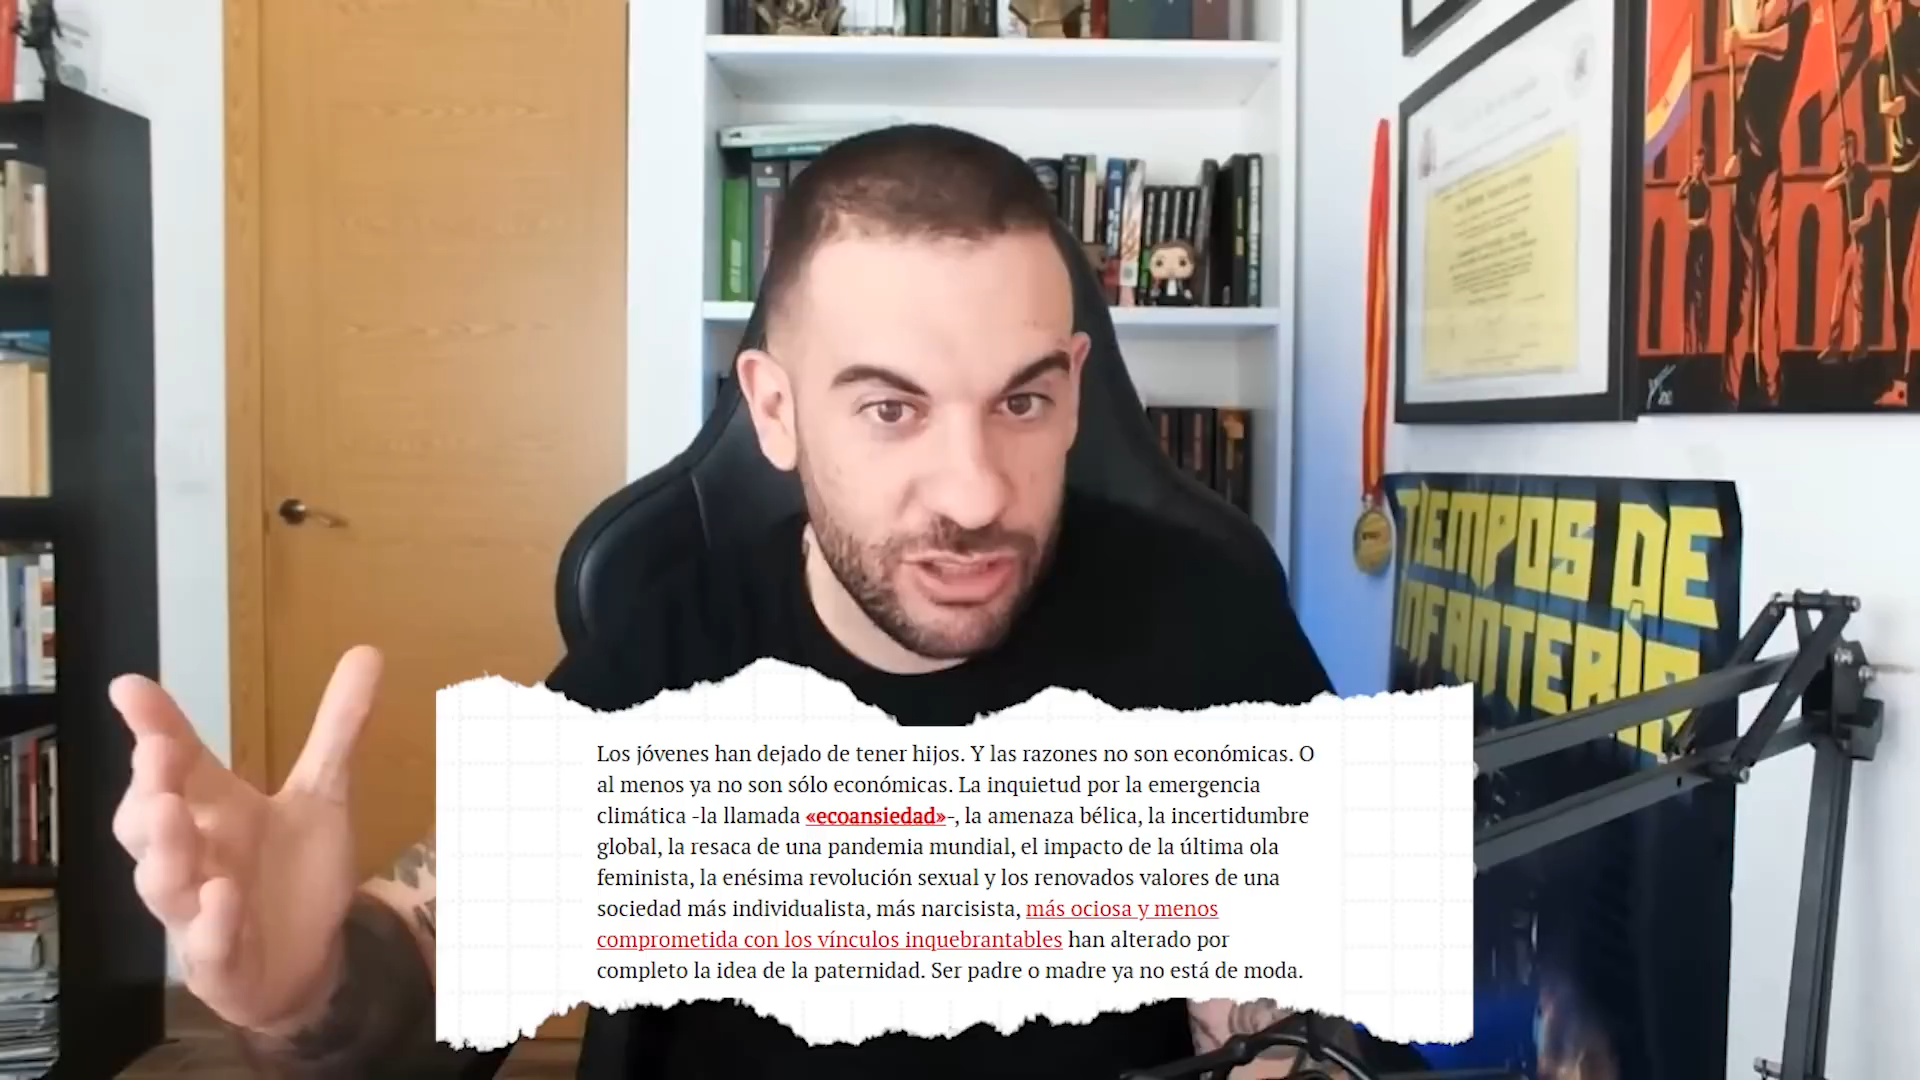 TIEMPOS DE
INFANTERÍA
Los jóvenes han dejado de tener hijos. Y las razones no son económicas. O
al menos ya no son sólo económicas. La inquietud por la emergencia
climática -la llamada «ecoansiedad»-, la amenaza bélica, la incertidumbre
global, la resaca de una pandemia mundial, el impacto de la última ola
feminista, la enésima revolución sexual y los renovados valores de una
sociedad más individualista, más narcisista, más ociosa y menos
comprometida con los vínculos inquebrantables han alterado por
completo la idea de la paternidad. Ser padre o madre ya no está de moda.